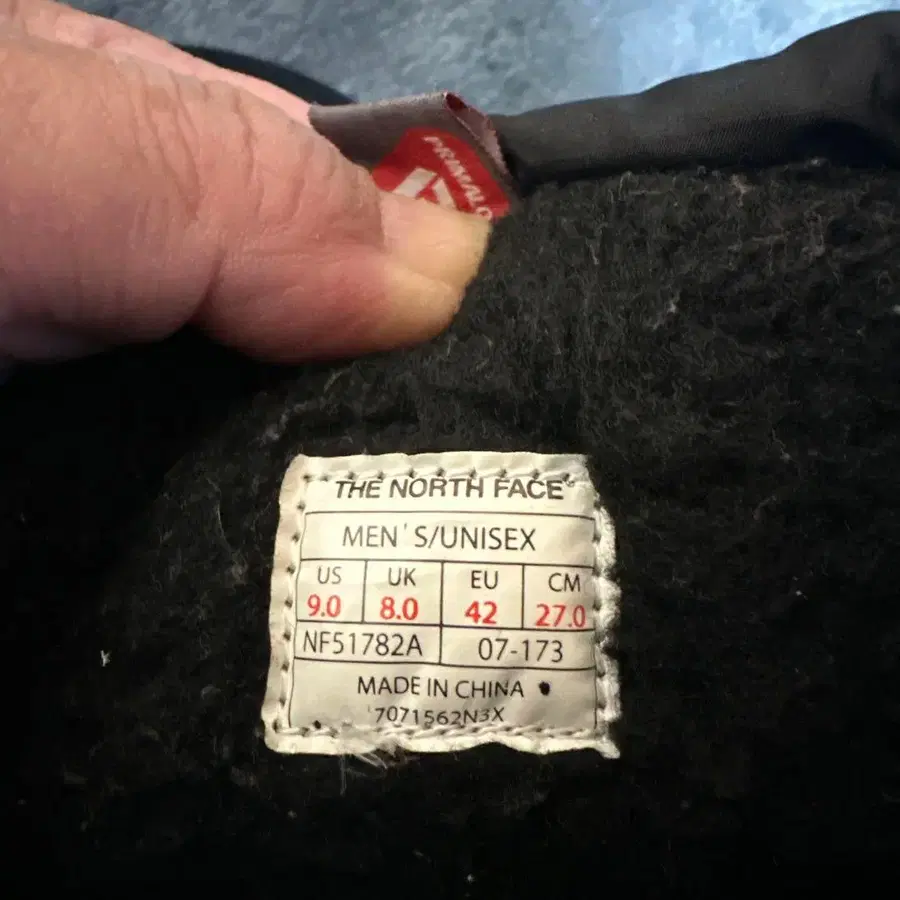 PRIMALO
THE NORTH FACE
MEN'S/UNISEX
US UK EU CM
9.0 8.0 42 27.0
NF51782A 07-173
MADE IN CHINA
7071562N3X